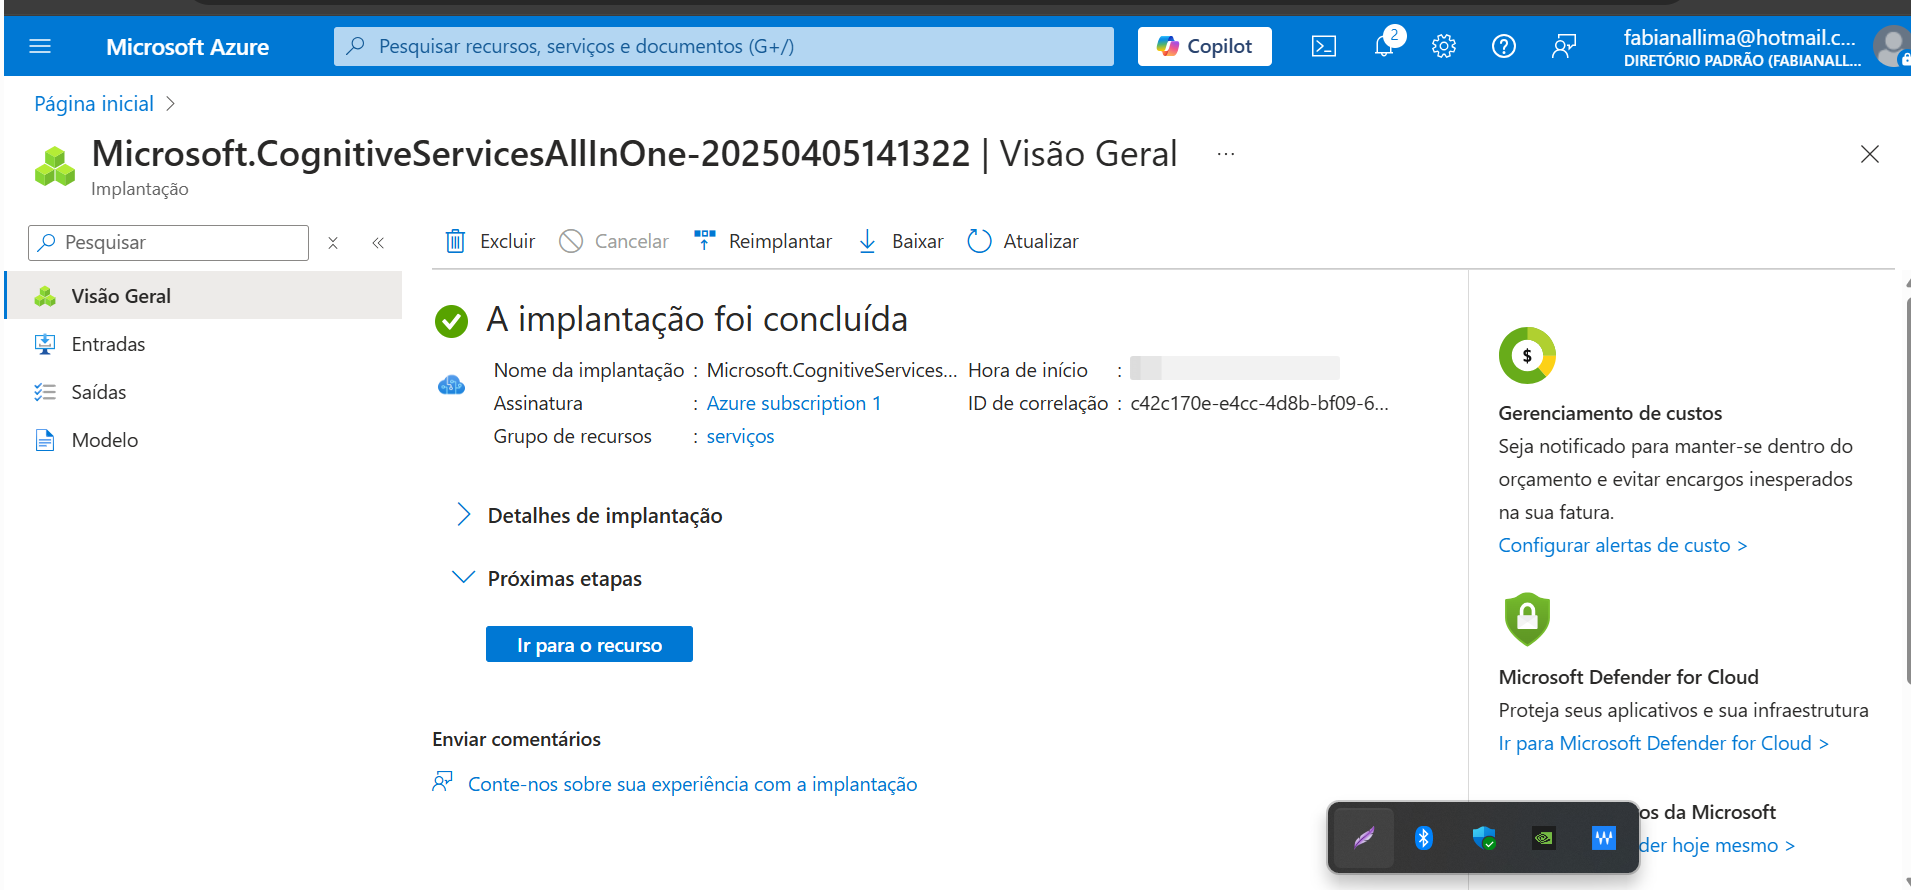 Microsoft Azure
Pesquisar recursos, serviços e documentos (G+/)
Copilot
2
fabianallima@hotmail.c...
DIRETÓRIO PADRÃO (FABIANALL...
Página inicial
Microsoft.CognitiveServicesAllInOne-20250405141322 | Visão Geral ...
Implantação
Pesquisar
Excluir Cancelar Reimplantar Baixar Atualizar
Visão Geral
Entradas
Saídas
Modelo
A implantação foi concluída
Nome da implantação : Microsoft.CognitiveServices...
Assinatura : Azure subscription 1
Grupo de recursos : serviços
Hora de início :
ID de correlação : c42c170e-e4cc-4d8b-bf09-6...
Detalhes de implantação
Próximas etapas
Ir para o recurso
Enviar comentários
Conte-nos sobre sua experiência com a implantação
$
Gerenciamento de custos
Seja notificado para manter-se dentro do
orçamento e evitar encargos inesperados
na sua fatura.
Configurar alertas de custo >
Microsoft Defender for Cloud
Proteja seus aplicativos e sua infraestrutura
Ir para Microsoft Defender for Cloud >
os da Microsoft
der hoje mesmo >